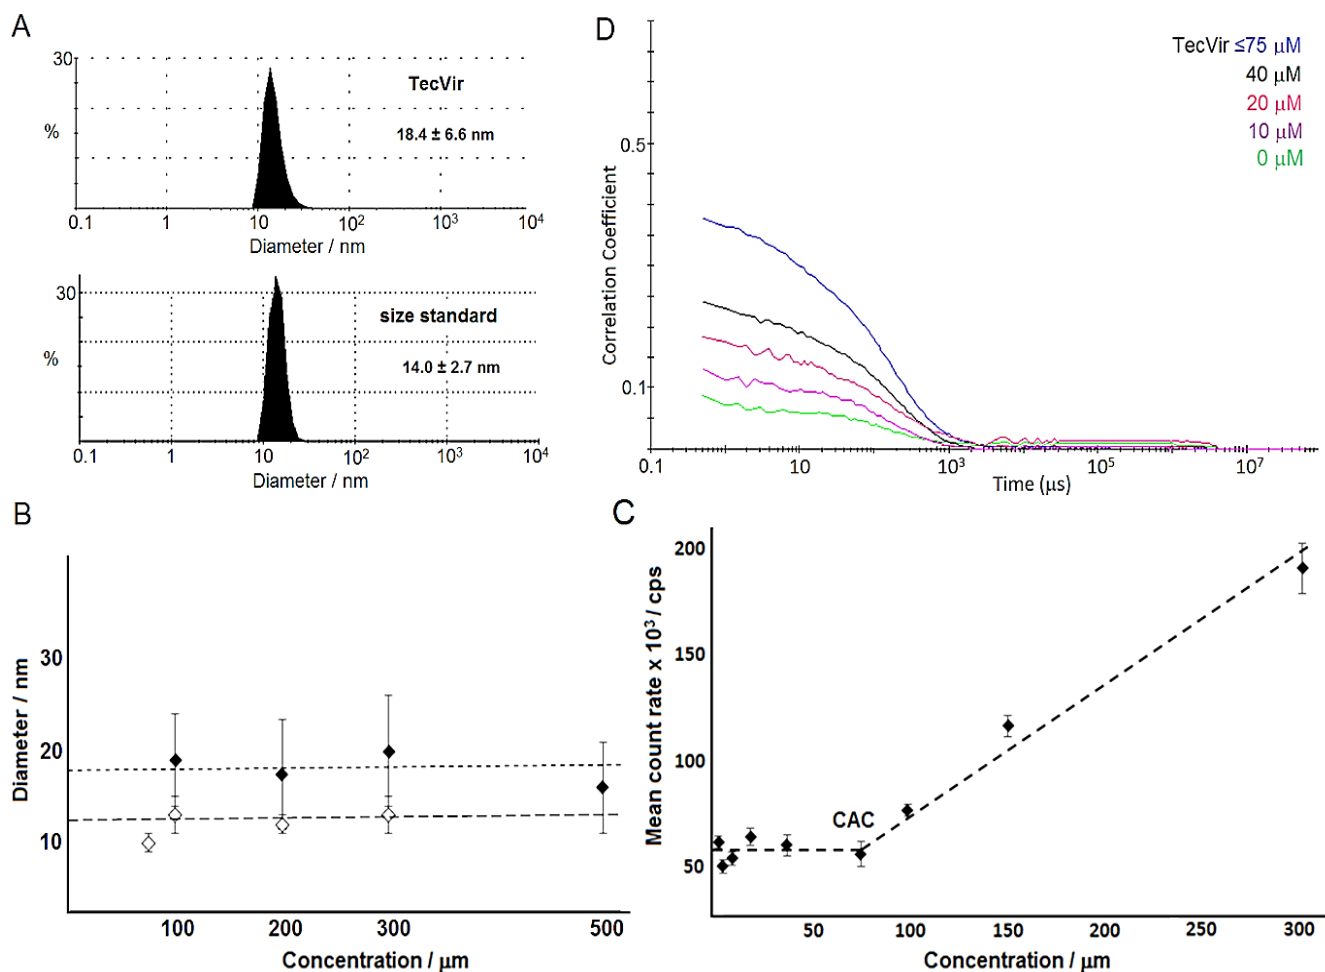 A
30
TecVir
%
18.4 ± 6.6 nm
0.1 1 10 10² 10³ 10⁴
Diameter / nm
30
size standard
%
14.0 ± 2.7 nm
0.1 1 10 10² 10³ 10⁴
Diameter / nm
D
TecVir ≤75 μM
40 μM
20 μM
10 μM
0 μM
Correlation Coefficient
0.5
0.1
0.1 10 10³ 10⁵ 10⁷
Time (μs)
B
Diameter / nm
30
20
10
100 200 300 500
Concentration / μm
C
Mean count rate x 10³ / cps
200
150
100
50
CAC
50 100 150 200 250 300
Concentration / μm